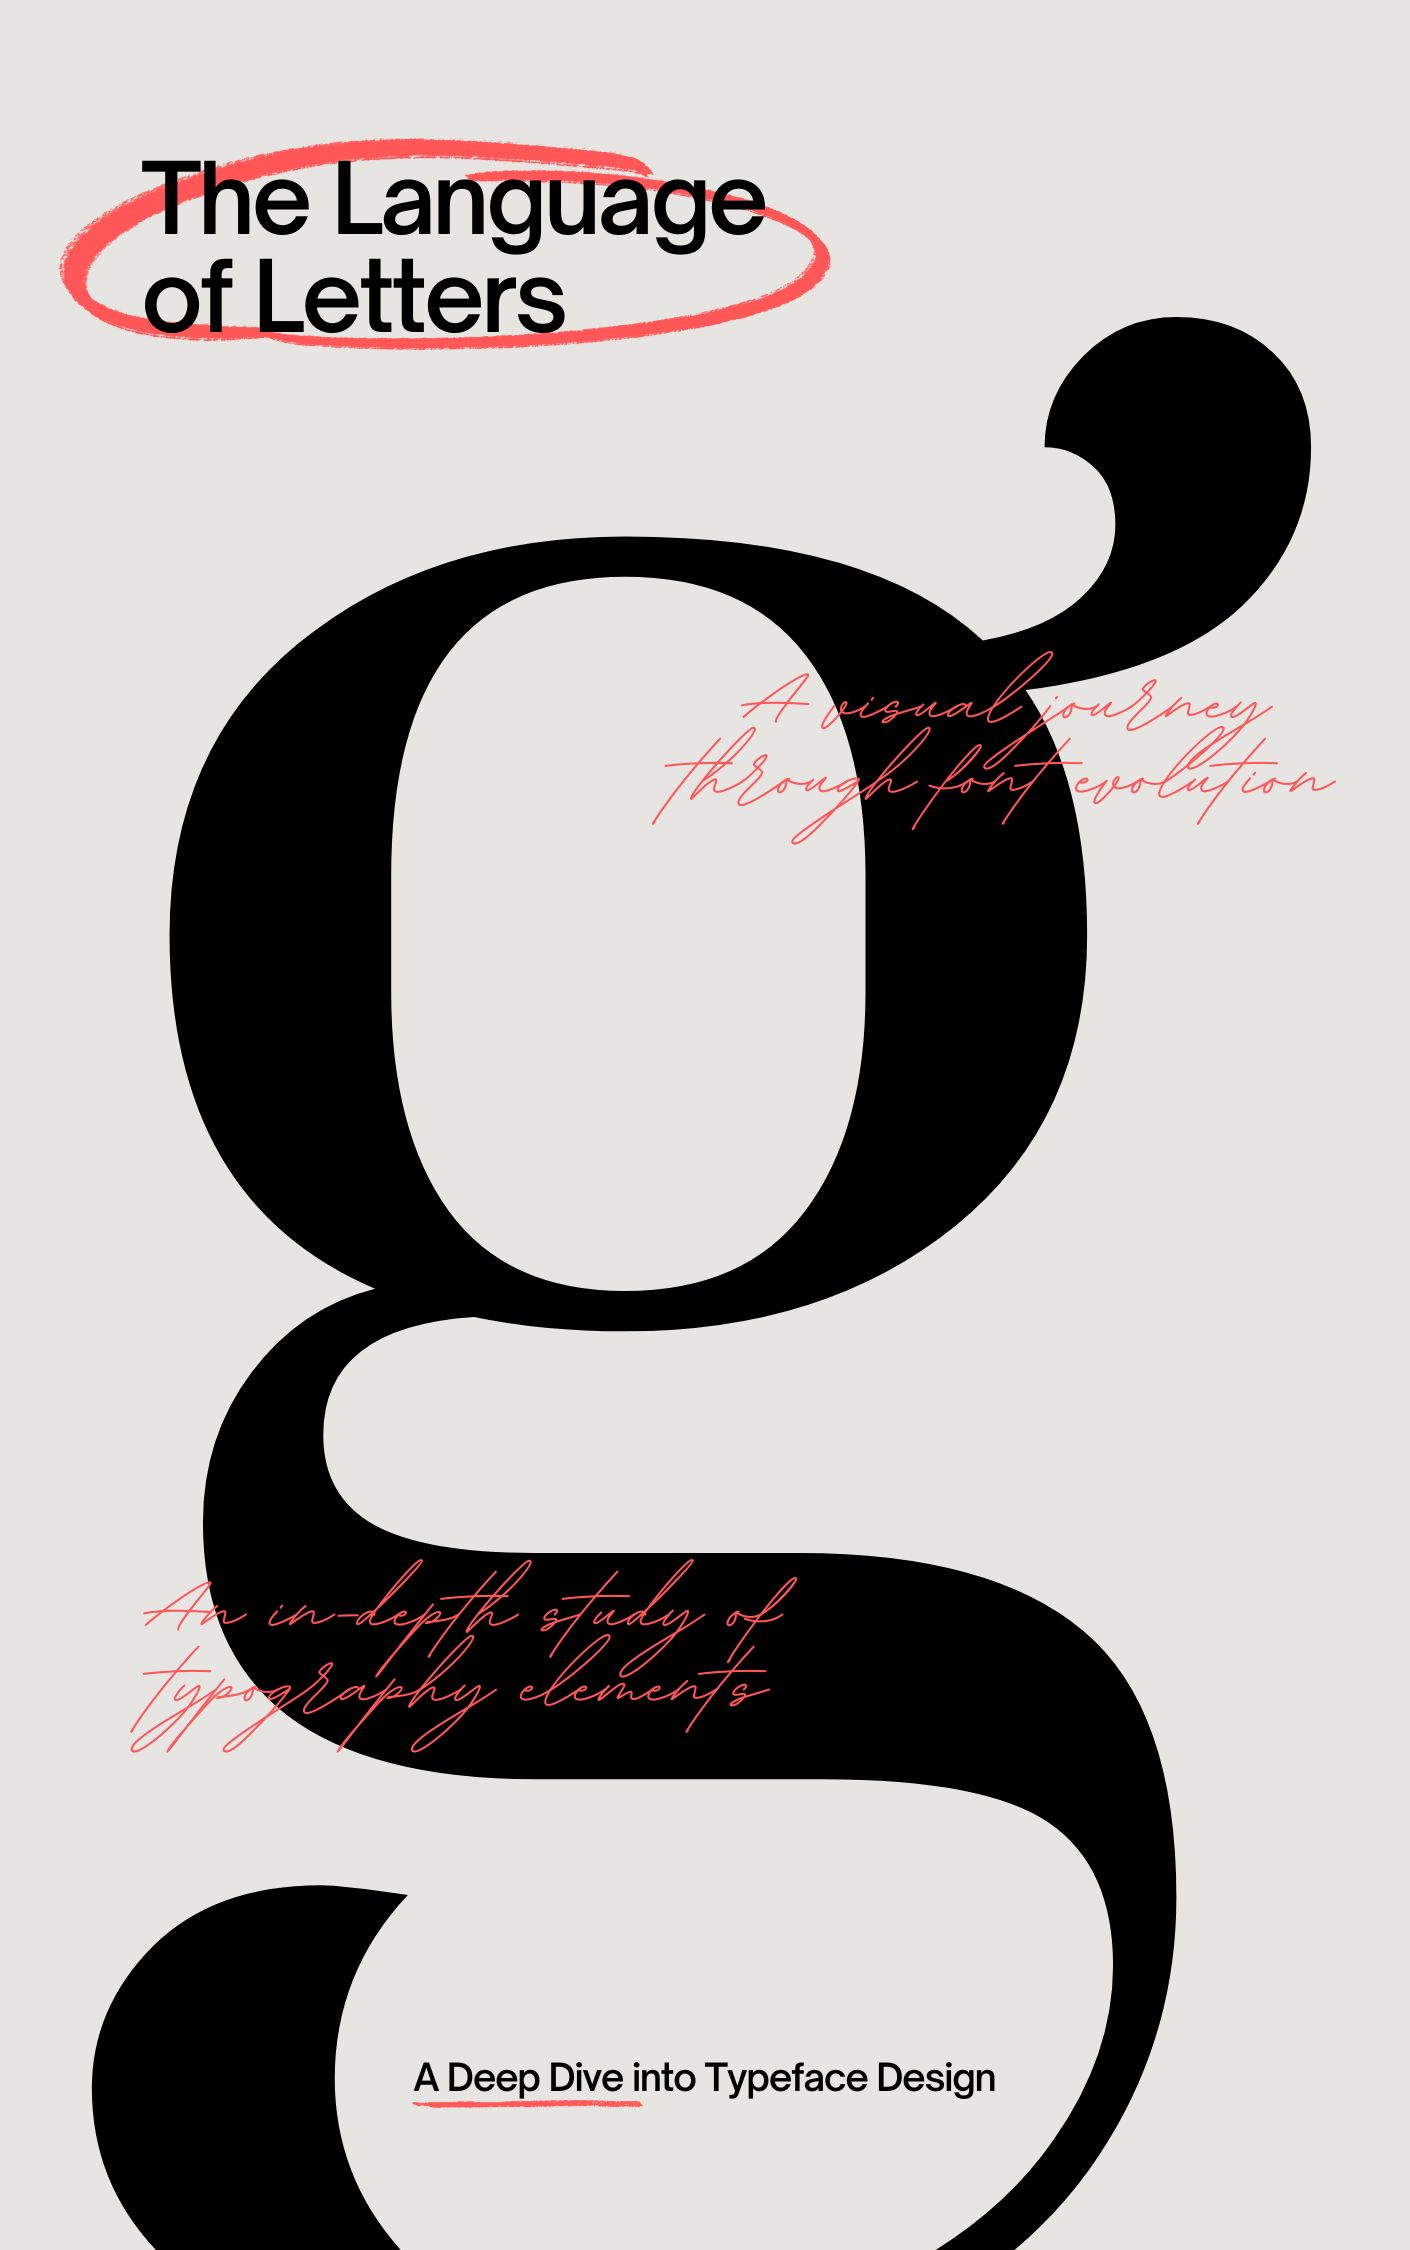 The Language
of Letters
g
A visual journey
through font evolution
An in-depth study of
typography elements
A Deep Dive into Typeface Design